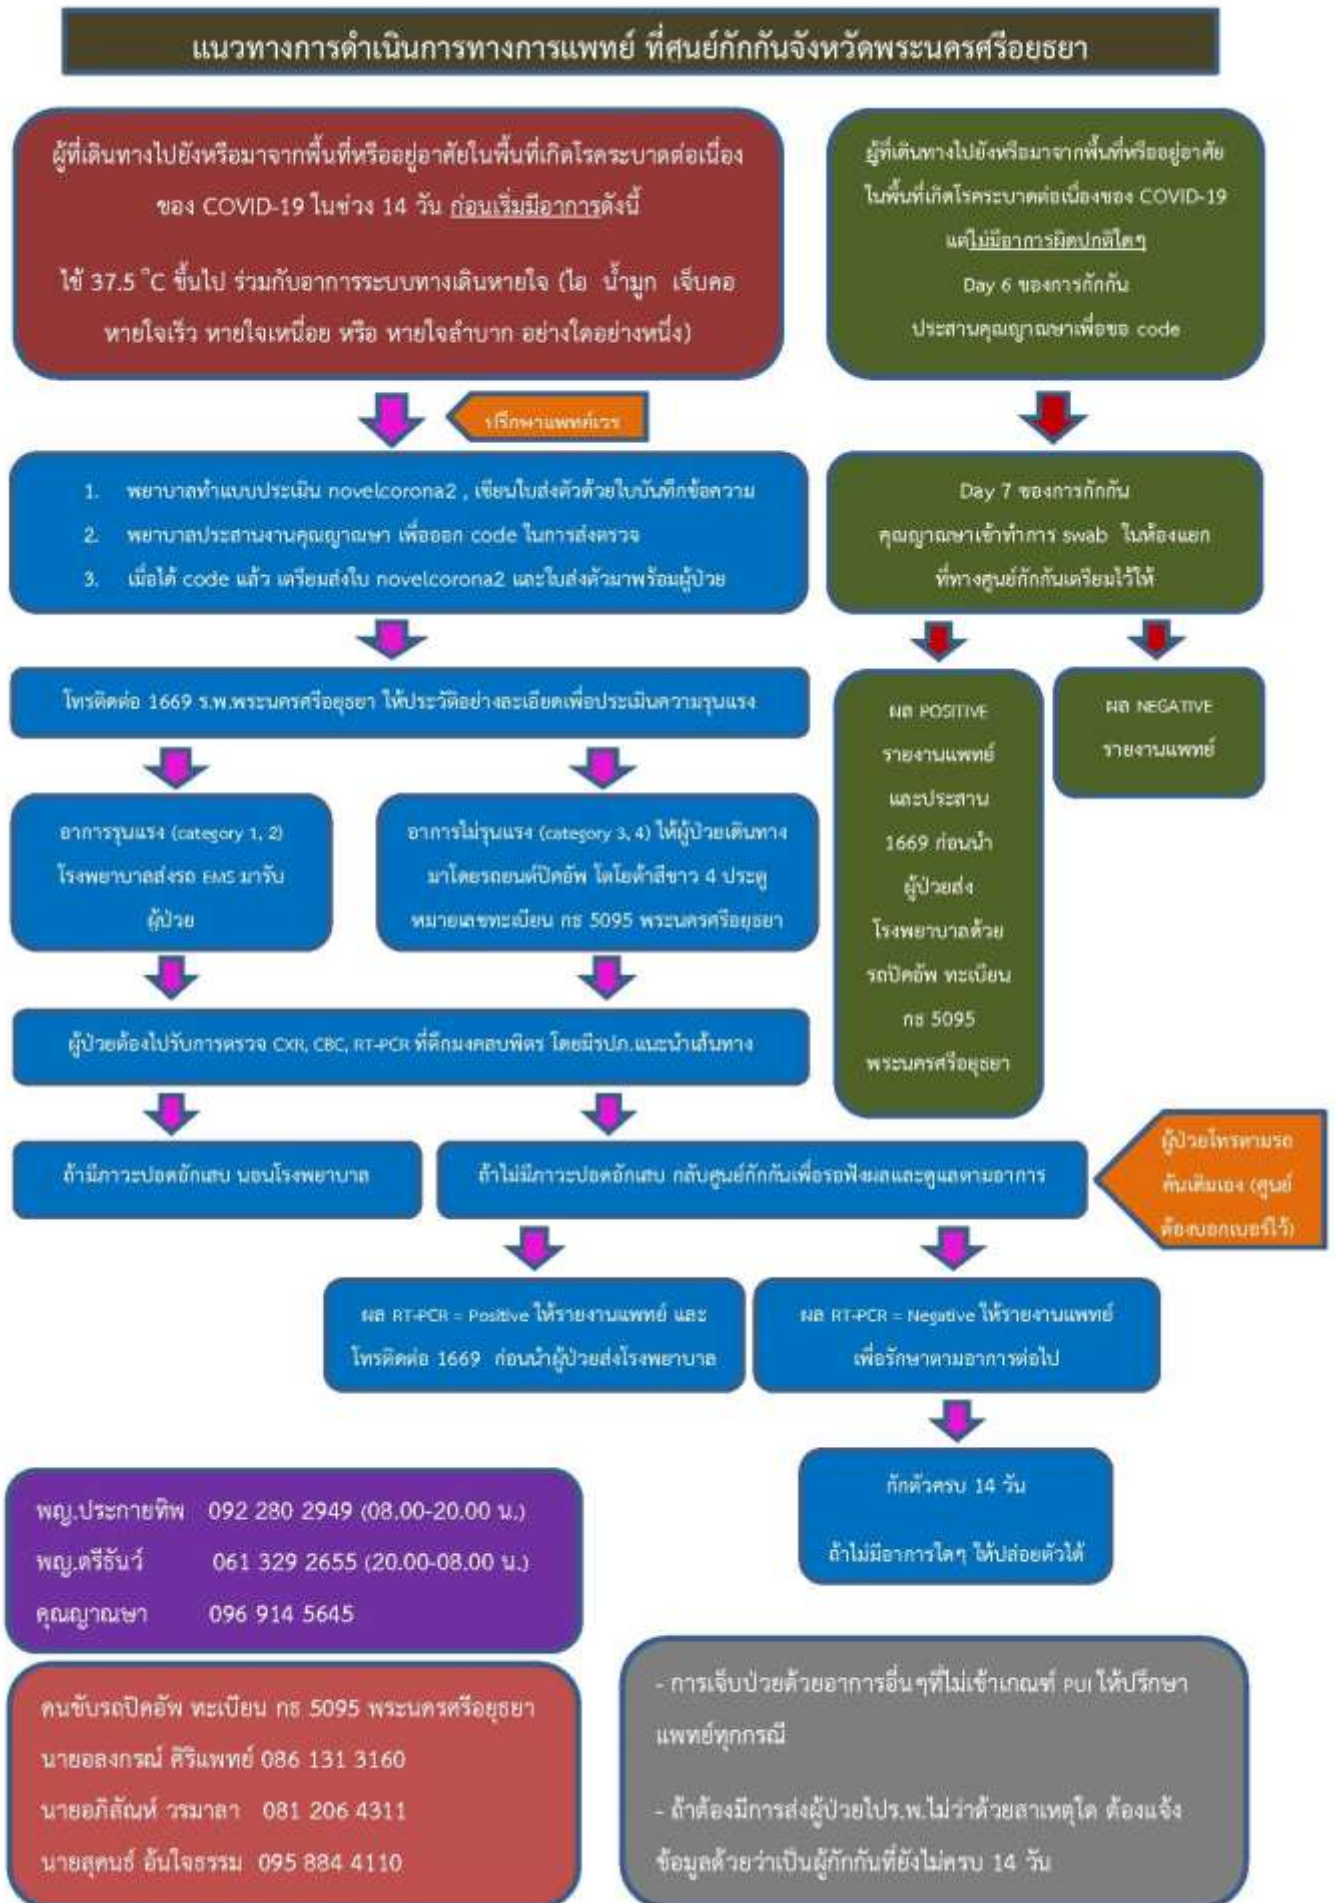 แนวทางการดำเนินการทางการแพทย์ ที่ศูนย์กักกันจังหวัดพระนครศรีอยุธยา
ผู้ที่เดินทางไปยังหรือมาจากพื้นที่หรืออยู่อาศัยในพื้นที่เกิดโรคระบาดต่อเนื่อง
ของ COVID-19 ในช่วง 14 วัน ก่อนเริ่มมีอาการดังนี้
ไข้ 37.5 °C ขึ้นไป ร่วมกับอาการระบบทางเดินหายใจ (ไอ น้ำมูก เจ็บคอ
หายใจเร็ว หายใจเหนื่อย หรือ หายใจลำบาก อย่างใดอย่างหนึ่ง)
ผู้ที่เดินทางไปยังหรือมาจากพื้นที่หรืออยู่อาศัย
ในพื้นที่เกิดโรคระบาดต่อเนื่องของ COVID-19
แต่ไม่มีอาการผิดปกติใดๆ
Day 6 ของการกักกัน
ประสานคุณญาณษาเพื่อขอ code
ปรึกษาแพทย์เวร
1. พยาบาลทำแบบประเมิน novelcorona2 , เขียนใบส่งตัวด้วยใบบันทึกข้อความ
2. พยาบาลประสานงานคุณญาณษา เพื่อออก code ในการส่งตรวจ
3. เมื่อได้ code แล้ว เตรียมส่งใบ novelcorona2 และใบส่งตัวมาพร้อมผู้ป่วย
Day 7 ของการกักกัน
คุณญาณษาเข้าทำการ swab ในห้องแยก
ที่ทางศูนย์กักกันเตรียมไว้ให้
โทรติดต่อ 1669 ร.พ.พระนครศรีอยุธยา ให้ประวัติอย่างละเอียดเพื่อประเมินความรุนแรง
ผล POSITIVE
รายงานแพทย์
และประสาน
1669 ก่อนนำ
ผู้ป่วยส่ง
โรงพยาบาลด้วย
รถปิคอัพ ทะเบียน
กธ 5095
พระนครศรีอยุธยา
ผล NEGATIVE
รายงานแพทย์
อาการรุนแรง (category 1, 2)
โรงพยาบาลส่งรถ EMS มารับ
ผู้ป่วย
อาการไม่รุนแรง (category 3, 4) ให้ผู้ป่วยเดินทาง
มาโดยรถยนต์ปิคอัพ โตโยต้าสีขาว 4 ประตู
หมายเลขทะเบียน กธ 5095 พระนครศรีอยุธยา
ผู้ป่วยต้องไปรับการตรวจ CXR, CBC, RT-PCR ที่ตึกมงคลบพิตร โดยมีรปภ.แนะนำเส้นทาง
ถ้ามีภาวะปอดอักเสบ นอนโรงพยาบาล
ถ้าไม่มีภาวะปอดอักเสบ กลับศูนย์กักกันเพื่อรอฟังผลและดูแลตามอาการ
ผู้ป่วยโทรตามรถ
คันเดิมเอง (ศูนย์
ต้องบอกเบอร์ไว้)
ผล RT-PCR = Positive ให้รายงานแพทย์ และ
โทรติดต่อ 1669 ก่อนนำผู้ป่วยส่งโรงพยาบาล
ผล RT-PCR = Negative ให้รายงานแพทย์
เพื่อรักษาตามอาการต่อไป
กักตัวครบ 14 วัน
ถ้าไม่มีอาการใดๆ ให้ปล่อยตัวได้
พญ.ประกายทิพ 092 280 2949 (08.00-20.00 น.)
พญ.ตรีธันว์ 061 329 2655 (20.00-08.00 น.)
คุณญาณษา 096 914 5645
คนขับรถปิคอัพ ทะเบียน กธ 5095 พระนครศรีอยุธยา
นายอลงกรณ์ ศิริแพทย์ 086 131 3160
นายอภิสัณห์ วรมาลา 081 206 4311
นายสุคนธ์ อ้นใจธรรม 095 884 4110
- การเจ็บป่วยด้วยอาการอื่นๆที่ไม่เข้าเกณฑ์ PUI ให้ปรึกษา
แพทย์ทุกกรณี
- ถ้าต้องมีการส่งผู้ป่วยไปร.พ.ไม่ว่าด้วยสาเหตุใด ต้องแจ้ง
ข้อมูลด้วยว่าเป็นผู้กักกันที่ยังไม่ครบ 14 วัน